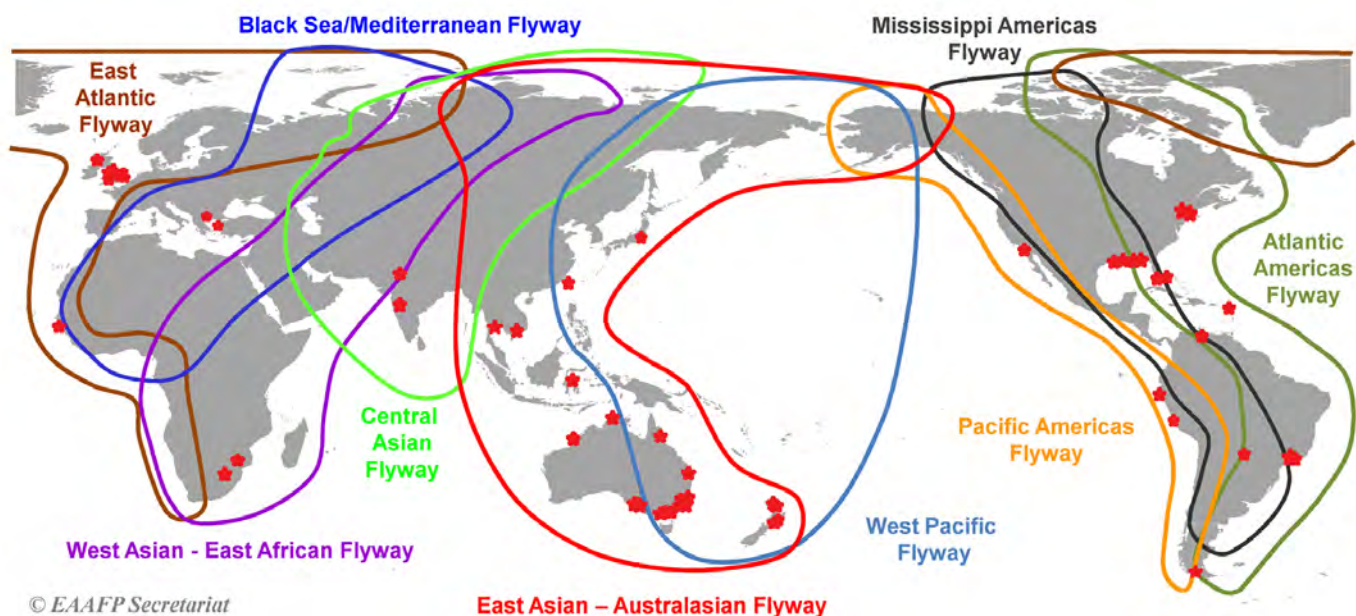 Black Sea/Mediterranean Flyway
Mississippi Americas
Flyway
East
Atlantic
Flyway
Atlantic
Americas
Flyway
Central
Asian
Flyway
Pacific Americas
Flyway
West Pacific
Flyway
West Asian - East African Flyway
© EAAFP Secretariat
East Asian – Australasian Flyway